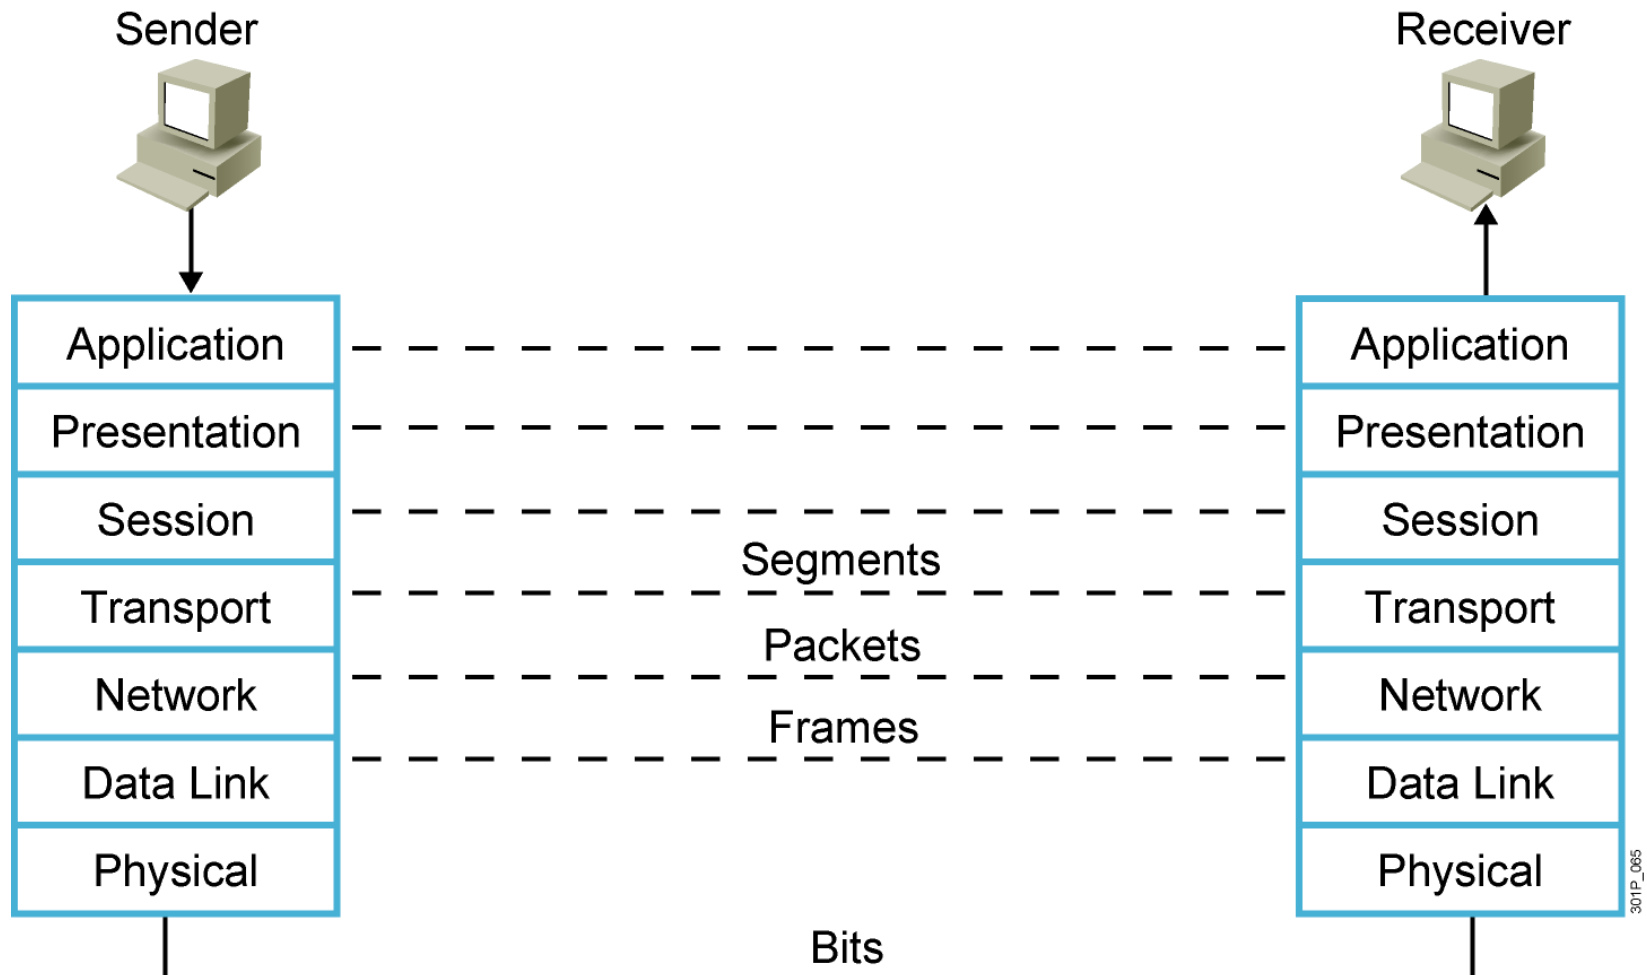 Sender
Receiver
Application
Application
Presentation
Presentation
Session
Session
Segments
Transport
Transport
Packets
Network
Network
Frames
Data Link
Data Link
Physical
Physical
301P_065
Bits